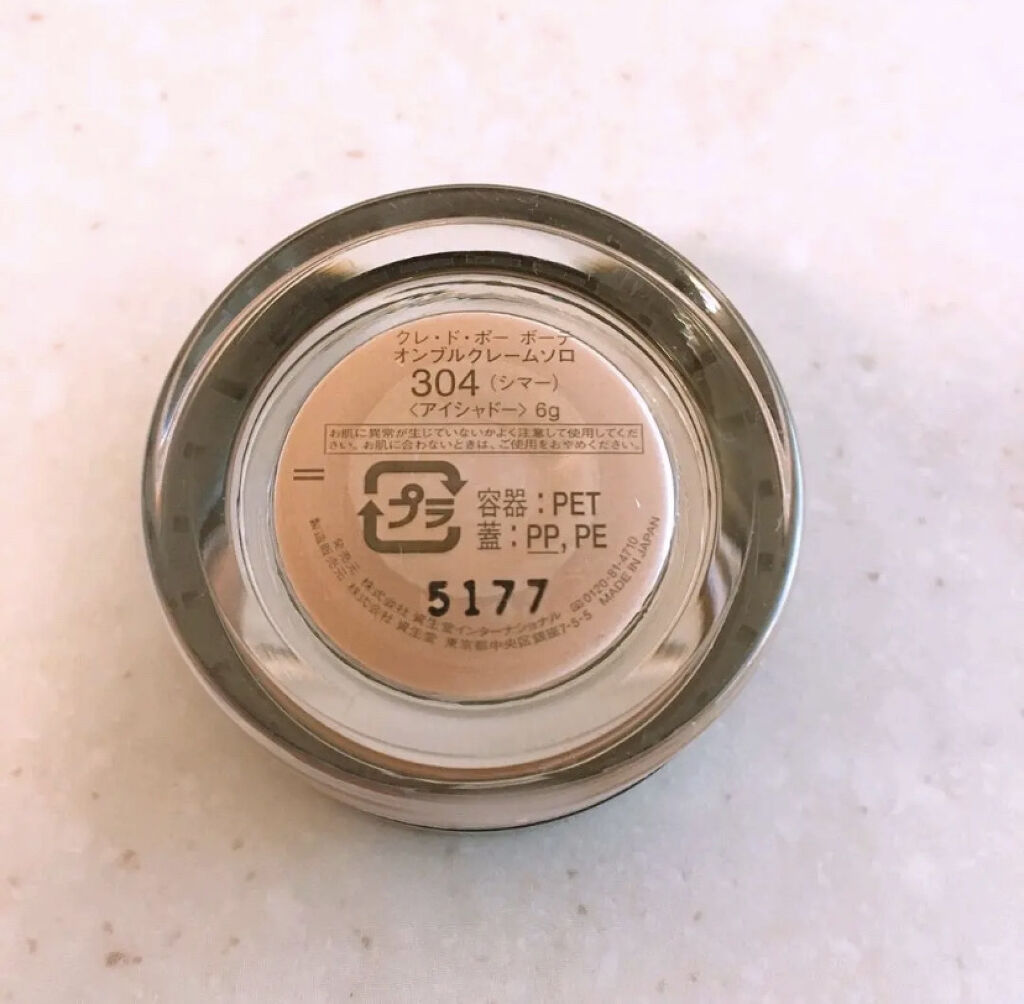 クレ・ド・ポー ボーテ
オンブルクレームソロ
304 (シマー)
〈アイシャドー〉 6g
お肌に異常が生じていないかよく注意して使用してくだ
さい。お肌に合わないときは、ご使用をおやめください。
プラ
容器:PET
蓋:PP, PE
5177
発売元 株式会社 資生堂インターナショナル 0120-81-4710
製造販売元 株式会社 資生堂 東京都中央区銀座7-5-5 MADE IN JAPAN